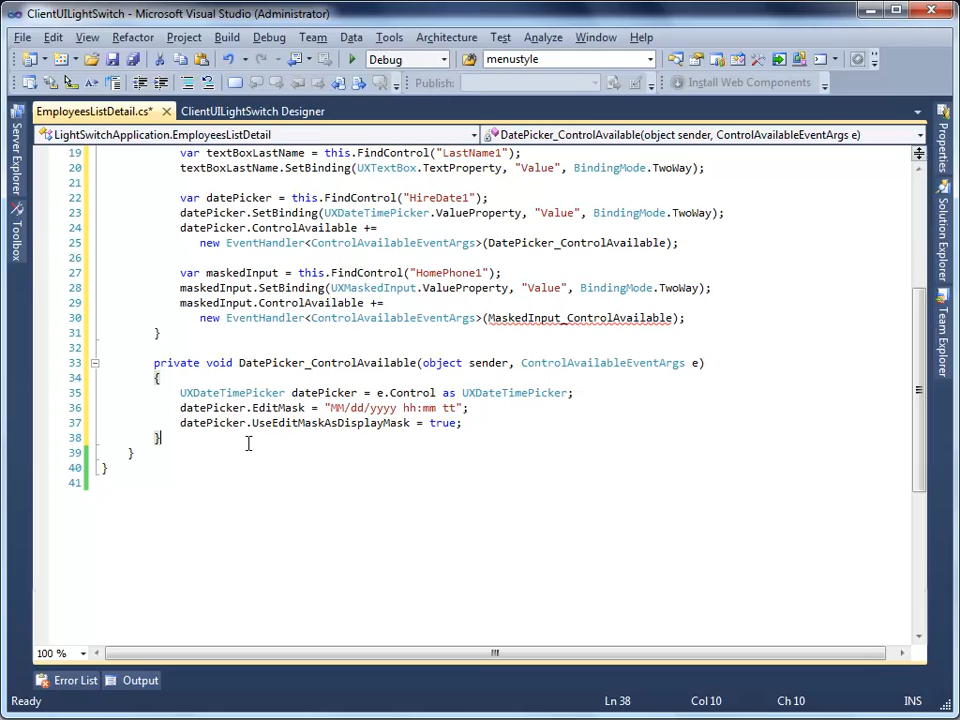 ClientUILightSwitch - Microsoft Visual Studio (Administrator)
File Edit View Refactor Project Build Debug Team Data Tools Architecture Test Analyze Window Help
Debug menustyle
Publish: Install Web Components
EmployeesListDetail.cs* ClientUILightSwitch Designer
LightSwitchApplication.EmployeesListDetail DatePicker_ControlAvailable(object sender, ControlAvailableEventArgs e)
19 var textBoxLastName = this.FindControl("LastName1");
20 textBoxLastName.SetBinding(UXTextBox.TextProperty, "Value", BindingMode.TwoWay);
21
22 var datePicker = this.FindControl("HireDate1");
23 datePicker.SetBinding(UXDateTimePicker.ValueProperty, "Value", BindingMode.TwoWay);
24 datePicker.ControlAvailable +=
25 new EventHandler<ControlAvailableEventArgs>(DatePicker_ControlAvailable);
26
27 var maskedInput = this.FindControl("HomePhone1");
28 maskedInput.SetBinding(UXMaskedInput.ValueProperty, "Value", BindingMode.TwoWay);
29 maskedInput.ControlAvailable +=
30 new EventHandler<ControlAvailableEventArgs>(MaskedInput_ControlAvailable);
31 }
32
33 private void DatePicker_ControlAvailable(object sender, ControlAvailableEventArgs e)
34 {
35 UXDateTimePicker datePicker = e.Control as UXDateTimePicker;
36 datePicker.EditMask = "MM/dd/yyyy hh:mm tt";
37 datePicker.UseEditMaskAsDisplayMask = true;
38 }
39 }
40 }
41
100 %
Error List Output
Ready Ln 38 Col 10 Ch 10 INS
Server Explorer
Toolbox
Properties
Solution Explorer
Team Explorer